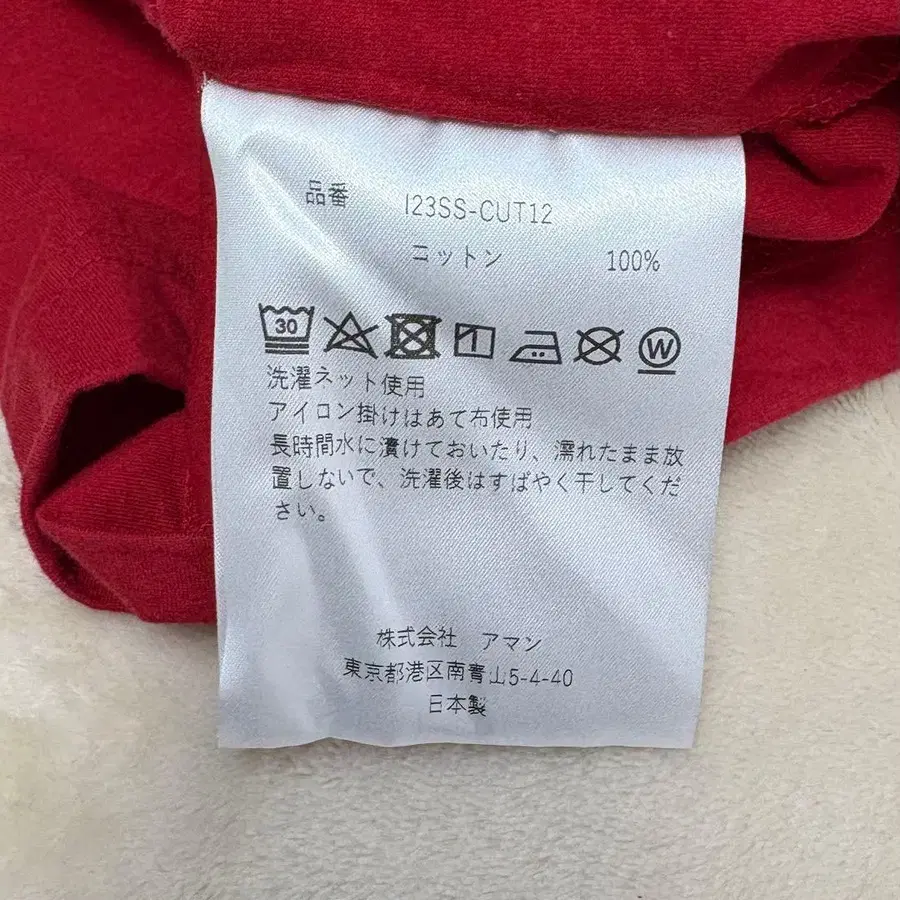 品番 I23SS-CUT12
コットン 100%
30 W
洗濯ネット使用
アイロン掛けはあて布使用
長時間水に漬けておいたり、濡れたまま放
置しないで、洗濯後はすばやく干してくだ
さい。
株式会社 アマン
東京都港区南青山5-4-40
日本製